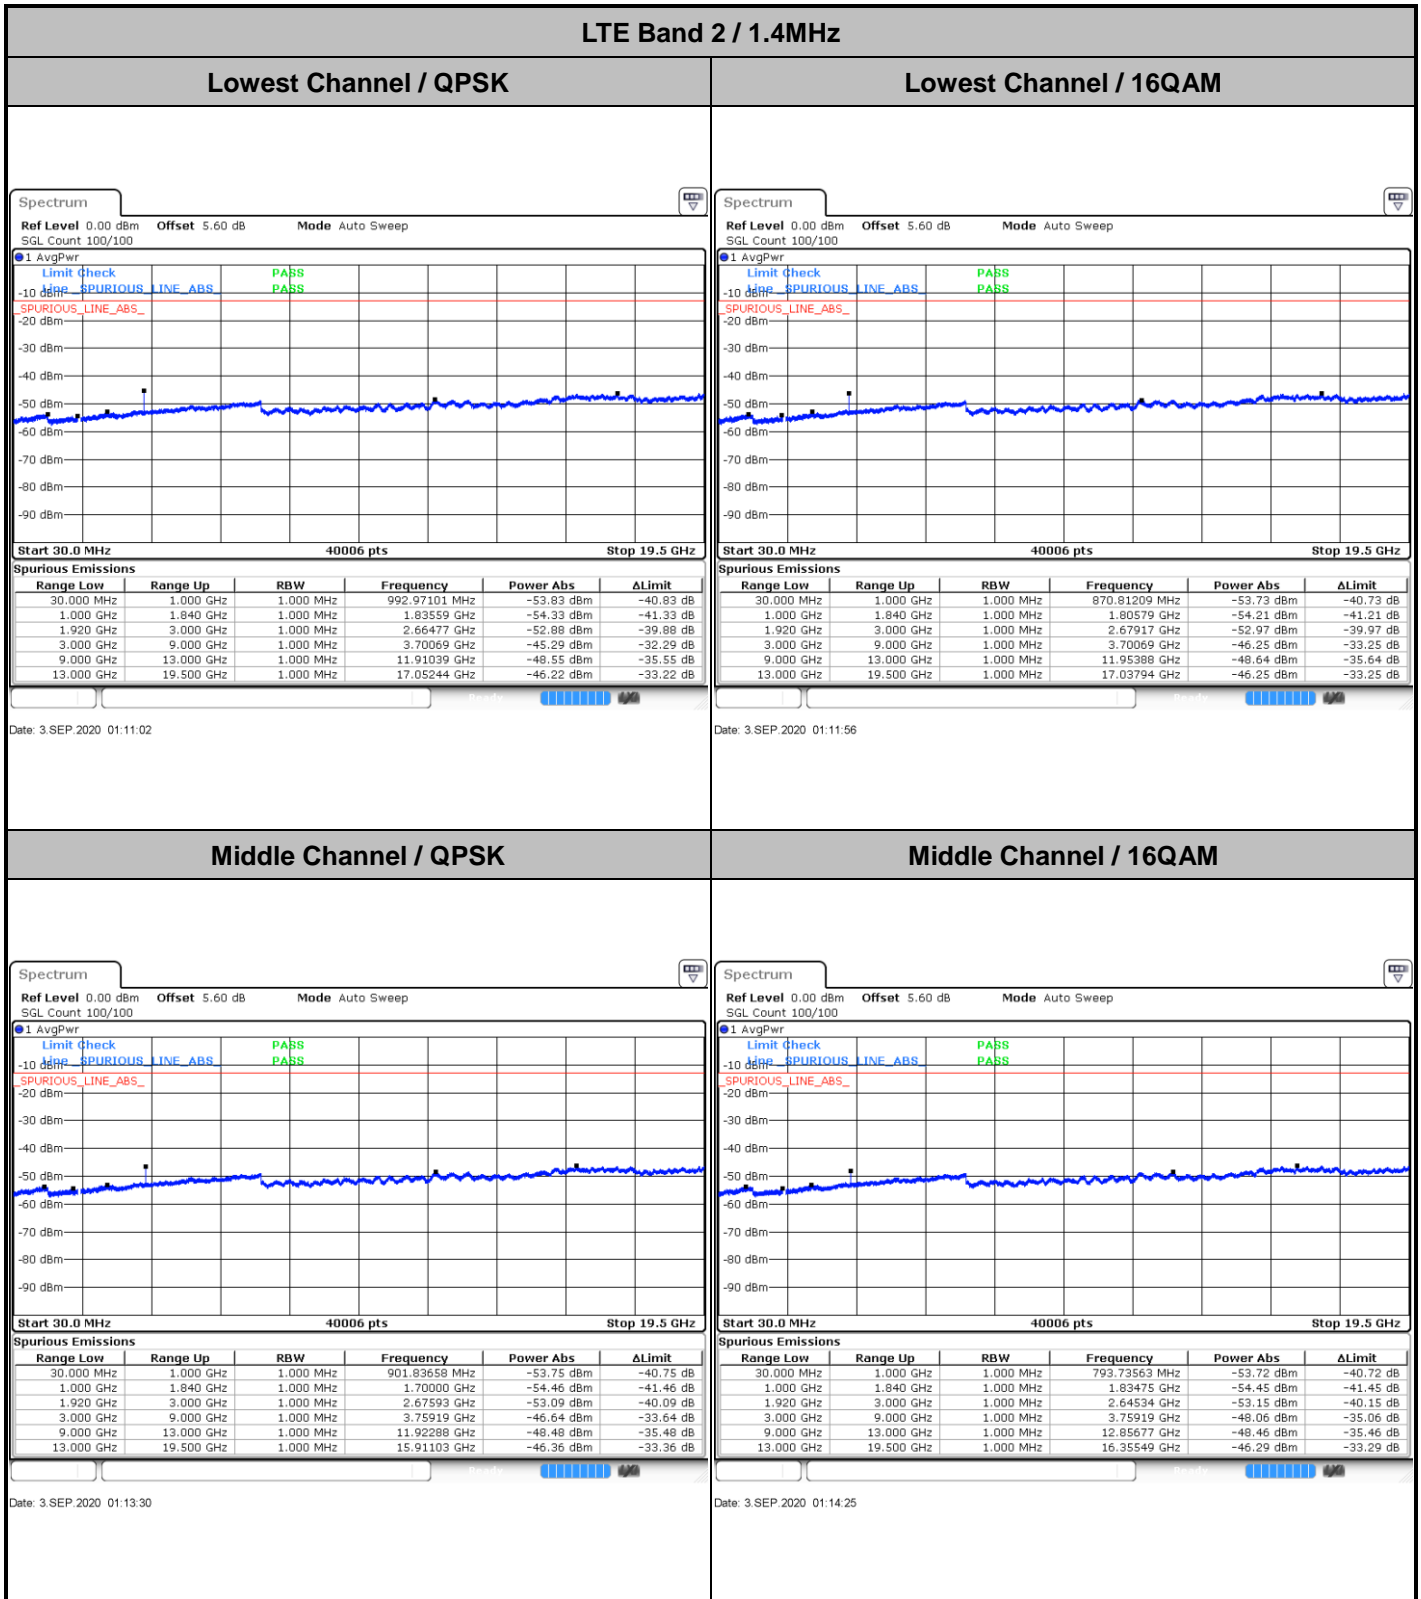 LTE Band 2 / 1.4MHz
Lowest Channel / QPSK
Lowest Channel / 16QAM
Spectrum
Ref Level 0.00 dBm Offset 5.60 dB Mode Auto Sweep
SGL Count 100/100
1 AvgPwr
Limit Check PASS
Line _SPURIOUS_LINE_ABS_ PASS
-10 dBm
_SPURIOUS_LINE_ABS_
-20 dBm
-30 dBm
-40 dBm
-50 dBm
-60 dBm
-70 dBm
-80 dBm
-90 dBm
Start 30.0 MHz 40006 pts Stop 19.5 GHz
Spurious Emissions
Range Low Range Up RBW Frequency Power Abs ΔLimit
30.000 MHz 1.000 GHz 1.000 MHz 992.97101 MHz -53.83 dBm -40.83 dB
1.000 GHz 1.840 GHz 1.000 MHz 1.83559 GHz -54.33 dBm -41.33 dB
1.920 GHz 3.000 GHz 1.000 MHz 2.66477 GHz -52.88 dBm -39.88 dB
3.000 GHz 9.000 GHz 1.000 MHz 3.70069 GHz -45.29 dBm -32.29 dB
9.000 GHz 13.000 GHz 1.000 MHz 11.91039 GHz -48.55 dBm -35.55 dB
13.000 GHz 19.500 GHz 1.000 MHz 17.05244 GHz -46.22 dBm -33.22 dB
Date: 3.SEP.2020 01:11:02
Spectrum
Ref Level 0.00 dBm Offset 5.60 dB Mode Auto Sweep
SGL Count 100/100
1 AvgPwr
Limit Check PASS
Line _SPURIOUS_LINE_ABS_ PASS
-10 dBm
_SPURIOUS_LINE_ABS_
-20 dBm
-30 dBm
-40 dBm
-50 dBm
-60 dBm
-70 dBm
-80 dBm
-90 dBm
Start 30.0 MHz 40006 pts Stop 19.5 GHz
Spurious Emissions
Range Low Range Up RBW Frequency Power Abs ΔLimit
30.000 MHz 1.000 GHz 1.000 MHz 870.81209 MHz -53.73 dBm -40.73 dB
1.000 GHz 1.840 GHz 1.000 MHz 1.80579 GHz -54.21 dBm -41.21 dB
1.920 GHz 3.000 GHz 1.000 MHz 2.67917 GHz -52.97 dBm -39.97 dB
3.000 GHz 9.000 GHz 1.000 MHz 3.70069 GHz -46.25 dBm -33.25 dB
9.000 GHz 13.000 GHz 1.000 MHz 11.95388 GHz -48.64 dBm -35.64 dB
13.000 GHz 19.500 GHz 1.000 MHz 17.03794 GHz -46.25 dBm -33.25 dB
Date: 3.SEP.2020 01:11:56
Middle Channel / QPSK
Middle Channel / 16QAM
Spectrum
Ref Level 0.00 dBm Offset 5.60 dB Mode Auto Sweep
SGL Count 100/100
1 AvgPwr
Limit Check PASS
Line _SPURIOUS_LINE_ABS_ PASS
-10 dBm
_SPURIOUS_LINE_ABS_
-20 dBm
-30 dBm
-40 dBm
-50 dBm
-60 dBm
-70 dBm
-80 dBm
-90 dBm
Start 30.0 MHz 40006 pts Stop 19.5 GHz
Spurious Emissions
Range Low Range Up RBW Frequency Power Abs ΔLimit
30.000 MHz 1.000 GHz 1.000 MHz 901.83658 MHz -53.75 dBm -40.75 dB
1.000 GHz 1.840 GHz 1.000 MHz 1.70000 GHz -54.46 dBm -41.46 dB
1.920 GHz 3.000 GHz 1.000 MHz 2.67593 GHz -53.09 dBm -40.09 dB
3.000 GHz 9.000 GHz 1.000 MHz 3.75919 GHz -46.64 dBm -33.64 dB
9.000 GHz 13.000 GHz 1.000 MHz 11.92288 GHz -48.48 dBm -35.48 dB
13.000 GHz 19.500 GHz 1.000 MHz 15.91103 GHz -46.36 dBm -33.36 dB
Date: 3.SEP.2020 01:13:30
Spectrum
Ref Level 0.00 dBm Offset 5.60 dB Mode Auto Sweep
SGL Count 100/100
1 AvgPwr
Limit Check PASS
Line _SPURIOUS_LINE_ABS_ PASS
-10 dBm
_SPURIOUS_LINE_ABS_
-20 dBm
-30 dBm
-40 dBm
-50 dBm
-60 dBm
-70 dBm
-80 dBm
-90 dBm
Start 30.0 MHz 40006 pts Stop 19.5 GHz
Spurious Emissions
Range Low Range Up RBW Frequency Power Abs ΔLimit
30.000 MHz 1.000 GHz 1.000 MHz 793.73563 MHz -53.72 dBm -40.72 dB
1.000 GHz 1.840 GHz 1.000 MHz 1.83475 GHz -54.45 dBm -41.45 dB
1.920 GHz 3.000 GHz 1.000 MHz 2.64534 GHz -53.15 dBm -40.15 dB
3.000 GHz 9.000 GHz 1.000 MHz 3.75919 GHz -48.06 dBm -35.06 dB
9.000 GHz 13.000 GHz 1.000 MHz 12.85677 GHz -48.46 dBm -35.46 dB
13.000 GHz 19.500 GHz 1.000 MHz 16.35549 GHz -46.29 dBm -33.29 dB
Date: 3.SEP.2020 01:14:25